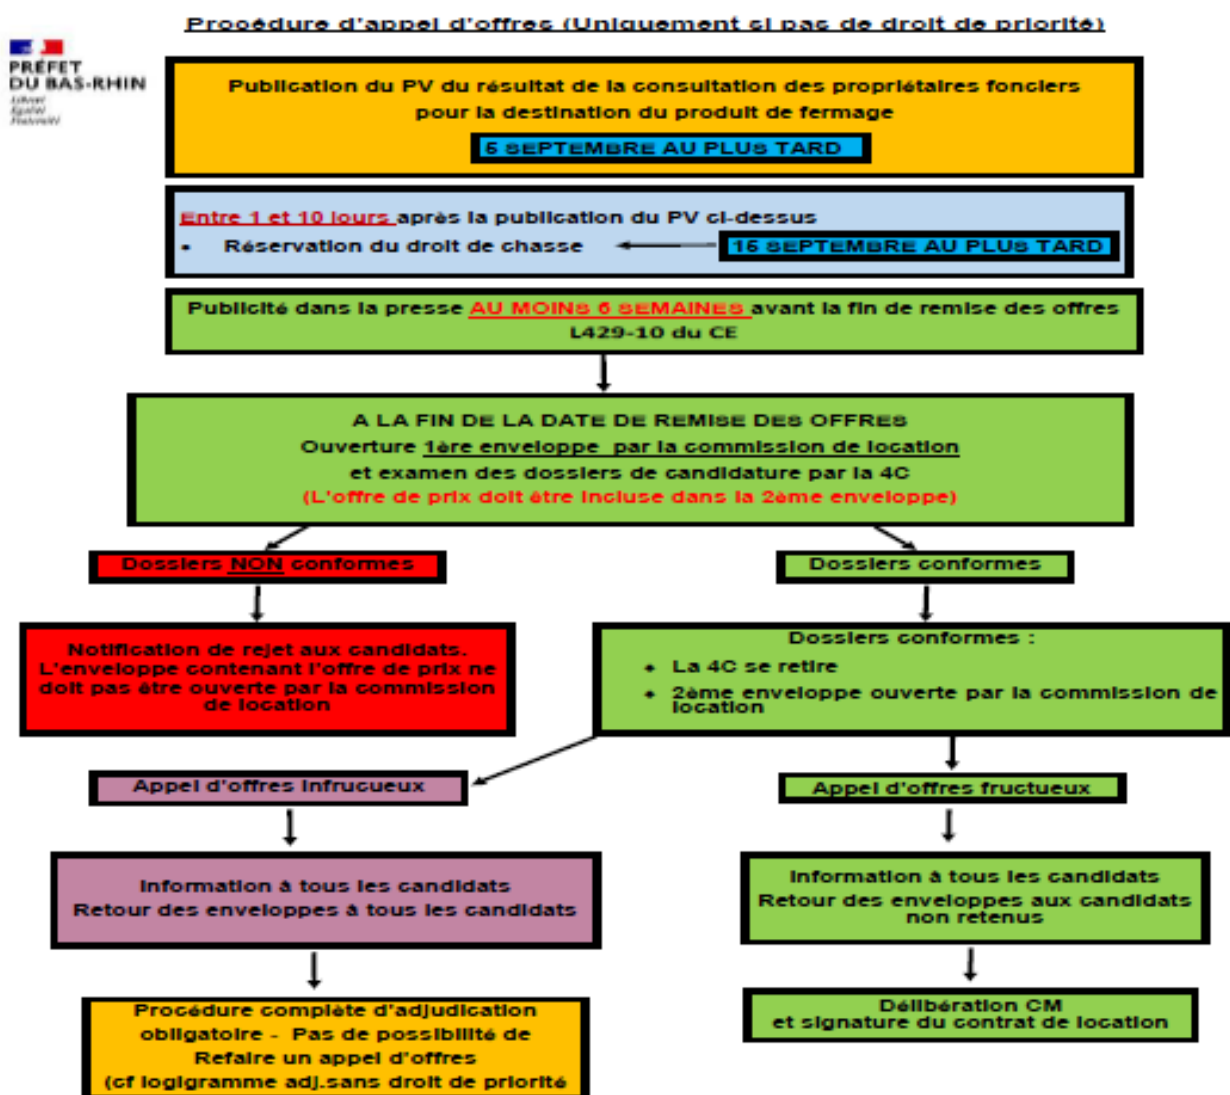 Procédure d'appel d'offres (Uniquement si pas de droit de priorité)
PRÉFET
DU BAS-RHIN
Liberté
Égalité
Fraternité
Publication du PV du résultat de la consultation des propriétaires fonciers
pour la destination du produit de fermage
5 SEPTEMBRE AU PLUS TARD
Entre 1 et 10 jours après la publication du PV ci-dessus
• Réservation du droit de chasse
15 SEPTEMBRE AU PLUS TARD
Publicité dans la presse AU MOINS 6 SEMAINES avant la fin de remise des offres
L429-10 du CE
A LA FIN DE LA DATE DE REMISE DES OFFRES
Ouverture 1ère enveloppe par la commission de location
et examen des dossiers de candidature par la 4C
(L'offre de prix doit être incluse dans la 2ème enveloppe)
Dossiers NON conformes
Dossiers conformes
Notification de rejet aux candidats.
L'enveloppe contenant l'offre de prix ne
doit pas être ouverte par la commission
de location
Dossiers conformes :
• La 4C se retire
• 2ème enveloppe ouverte par la commission de
location
Appel d'offres infrucueux
Appel d'offres fructueux
Information à tous les candidats
Retour des enveloppes à tous les candidats
Information à tous les candidats
Retour des enveloppes aux candidats
non retenus
Procédure complète d'adjudication
obligatoire - Pas de possibilité de
Refaire un appel d'offres
(cf logigramme adj.sans droit de priorité
Délibération CM
et signature du contrat de location